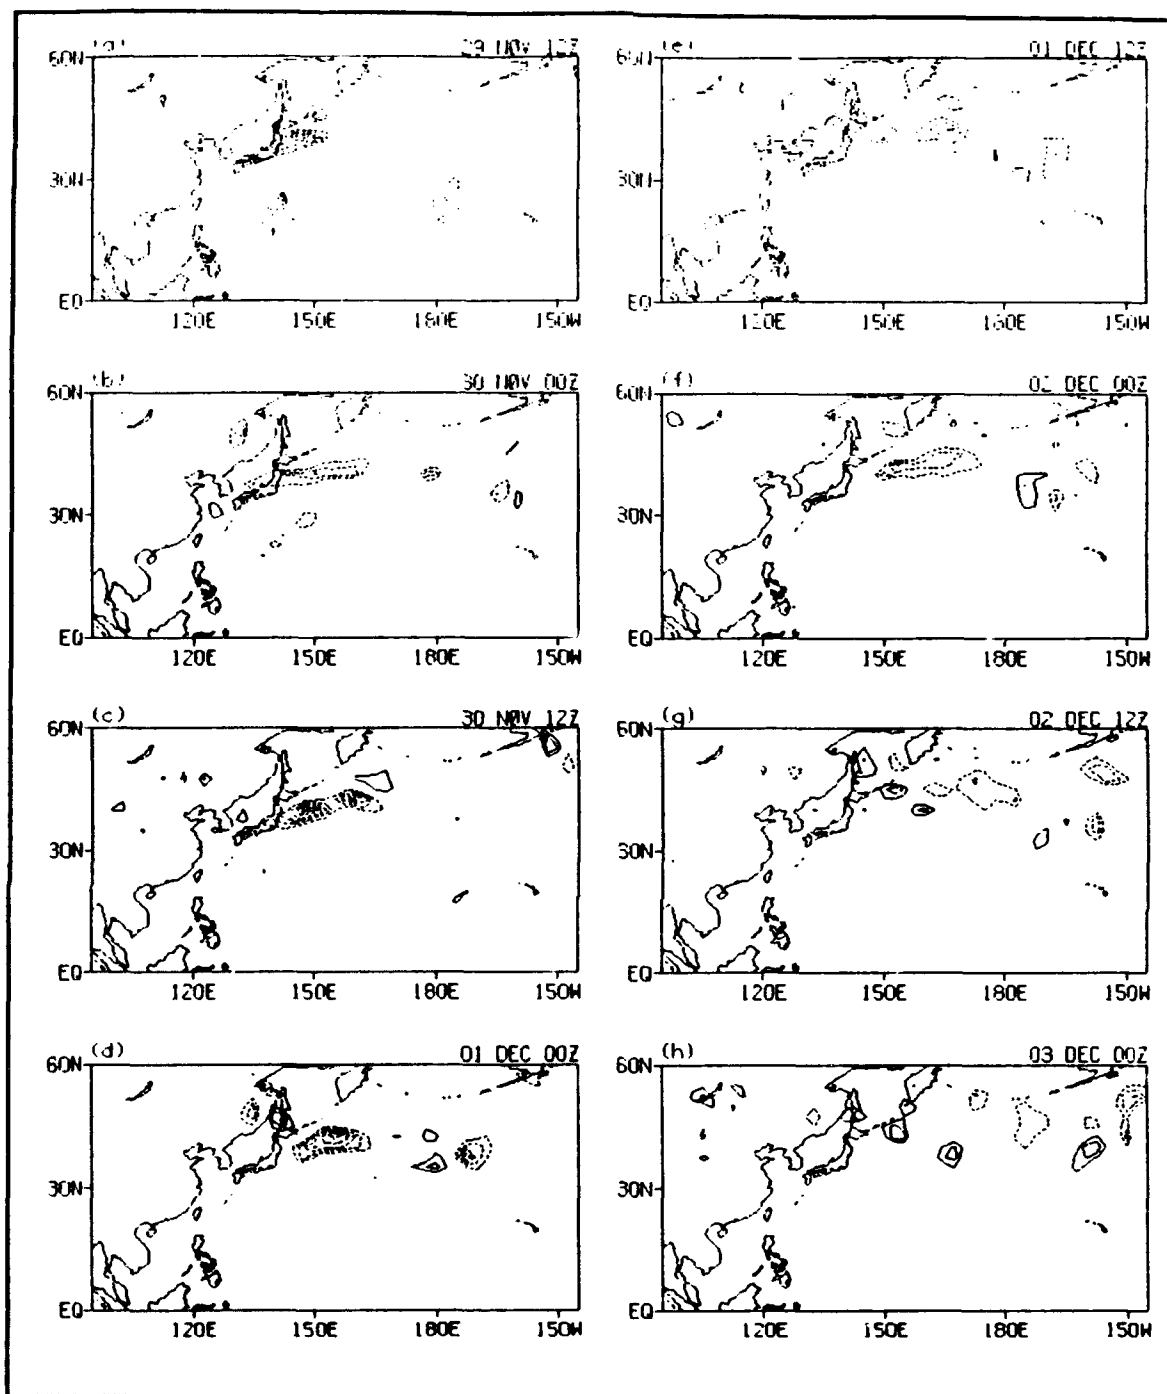 (a) 29 NOV 12Z
60N
30N
EQ
120E 150E 180E 150W
(b) 30 NOV 00Z
60N
30N
EQ
120E 150E 180E 150W
(c) 30 NOV 12Z
60N
30N
EQ
120E 150E 180E 150W
(d) 01 DEC 00Z
60N
30N
EQ
120E 150E 180E 150W
(e) 01 DEC 12Z
60N
30N
EQ
120E 150E 180E 150W
(f) 02 DEC 00Z
60N
30N
EQ
120E 150E 180E 150W
(g) 02 DEC 12Z
60N
30N
EQ
120E 150E 180E 150W
(h) 03 DEC 00Z
60N
30N
EQ
120E 150E 180E 150W